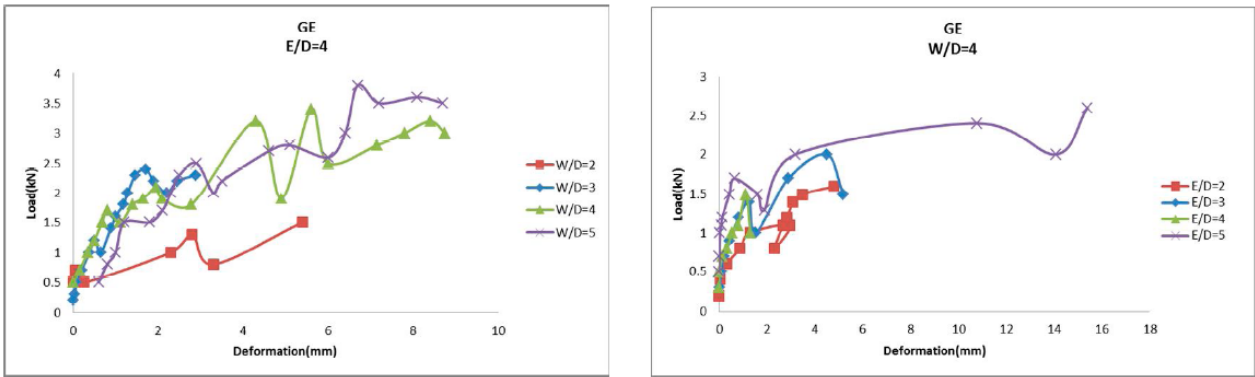 GE
E/D=4
4
3.5
3
2.5
2
1.5
1
0.5
0
Load(kN)
0 2 4 6 8 10
Deformation(mm)
W/D=2
W/D=3
W/D=4
W/D=5
GE
W/D=4
3
2.5
2
1.5
1
0.5
0
Load(kN)
0 2 4 6 8 10 12 14 16 18
Deformation(mm)
E/D=2
E/D=3
E/D=4
E/D=5